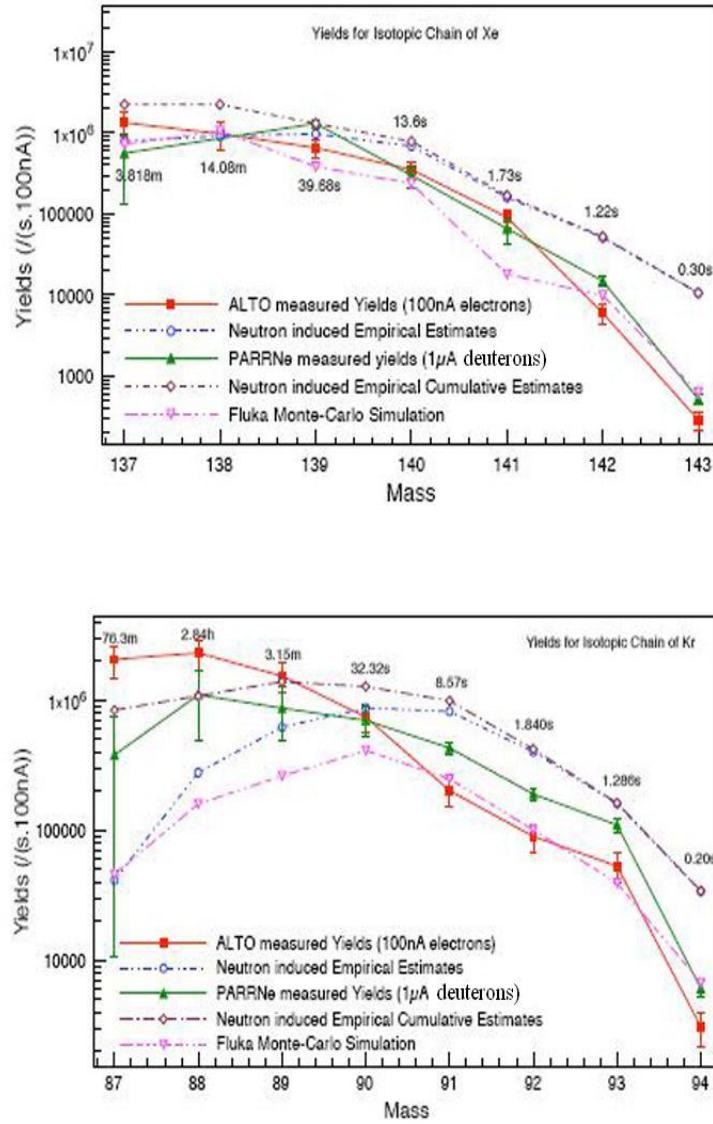 Yields for Isotopic Chain of Xe
Yields (/(s.100nA))
1×10⁷
1×10⁶
100000
10000
1000
3.818m
14.08m
39.68s
13.6s
1.73s
1.22s
0.30s
ALTO measured Yields (100nA electrons)
Neutron induced Empirical Estimates
PARRNe measured yields (1µA deuterons)
Neutron induced Empirical Cumulative Estimates
Fluka Monte-Carlo Simulation
137 138 139 140 141 142 143
Mass
Yields for Isotopic Chain of Kr
Yields (/(s.100nA))
1×10⁶
100000
10000
76.3m
2.84h
3.15m
32.32s
8.57s
1.840s
1.286s
0.20s
ALTO measured Yields (100nA electrons)
Neutron induced Empirical Estimates
PARRNe measured Yields (1µA deuterons)
Neutron induced Empirical Cumulative Estimates
Fluka Monte-Carlo Simulation
87 88 89 90 91 92 93 94
Mass